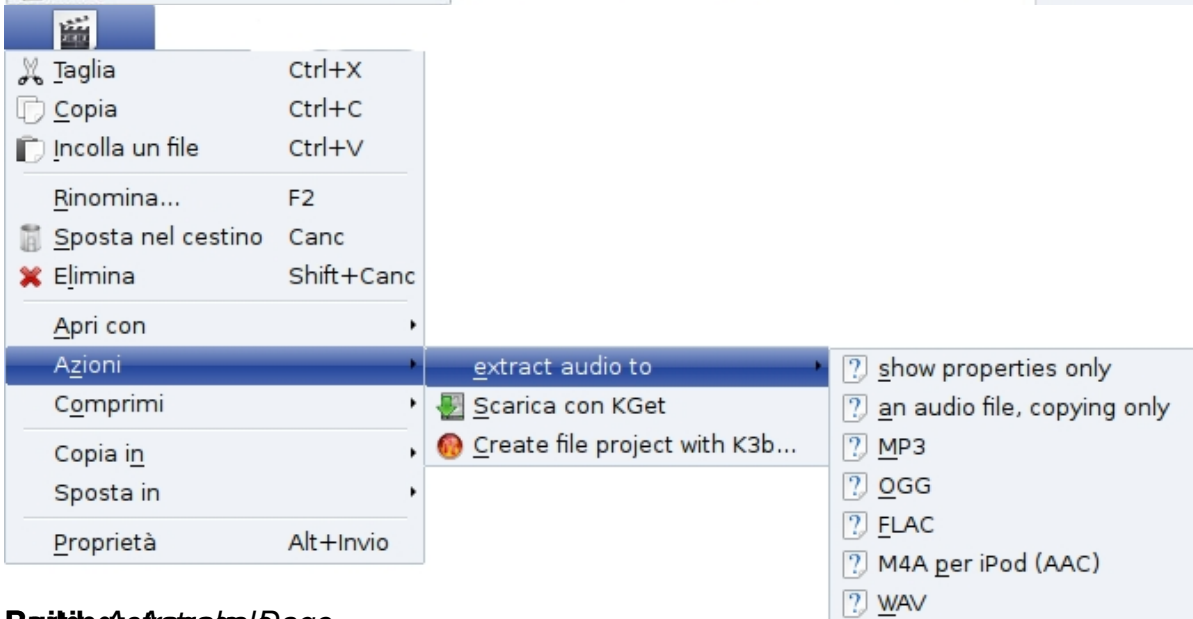 Taglia Ctrl+X
Copia Ctrl+C
Incolla un file Ctrl+V
Rinomina... F2
Sposta nel cestino Canc
Elimina Shift+Canc
Apri con
Azioni
Comprimi
Copia in
Sposta in
Proprietà Alt+Invio
extract audio to
Scarica con KGet
Create file project with K3b...
show properties only
an audio file, copying only
MP3
OGG
FLAC
M4A per iPod (AAC)
WAV